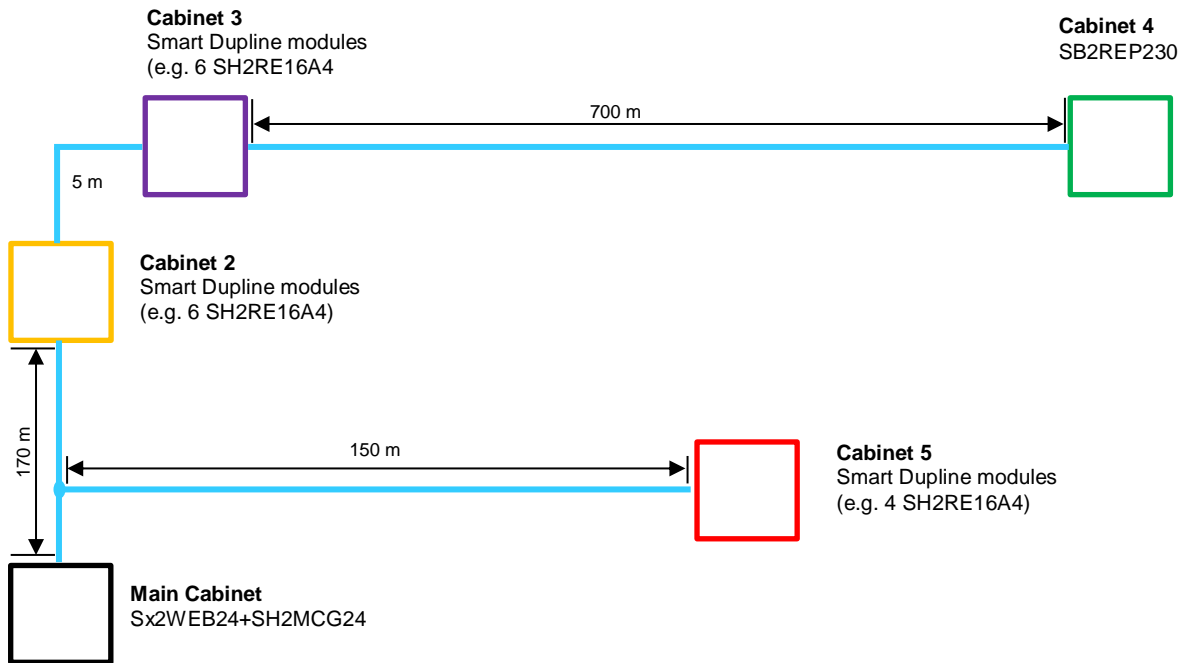 Cabinet 3
Smart Dupline modules
(e.g. 6 SH2RE16A4
Cabinet 4
SB2REP230
700 m
5 m
Cabinet 2
Smart Dupline modules
(e.g. 6 SH2RE16A4)
170 m
150 m
Cabinet 5
Smart Dupline modules
(e.g. 4 SH2RE16A4)
Main Cabinet
Sx2WEB24+SH2MCG24